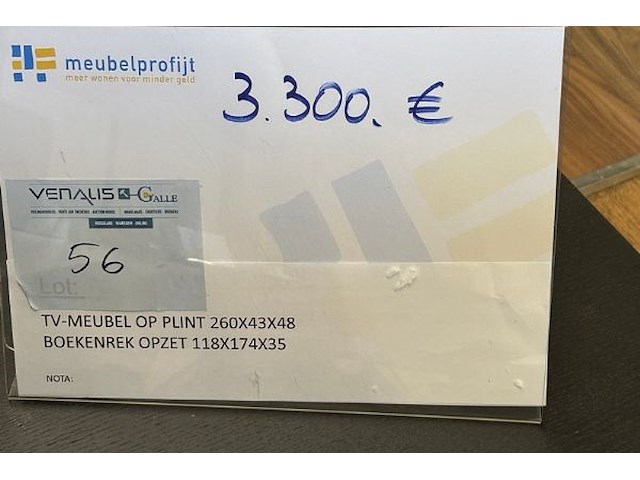 meubelprofijt
meer wonen voor minder geld
3.300. €
VENALIS GALLE
56
Lot:
TV-MEUBEL OP PLINT 260X43X48
BOEKENREK OPZET 118X174X35
NOTA: